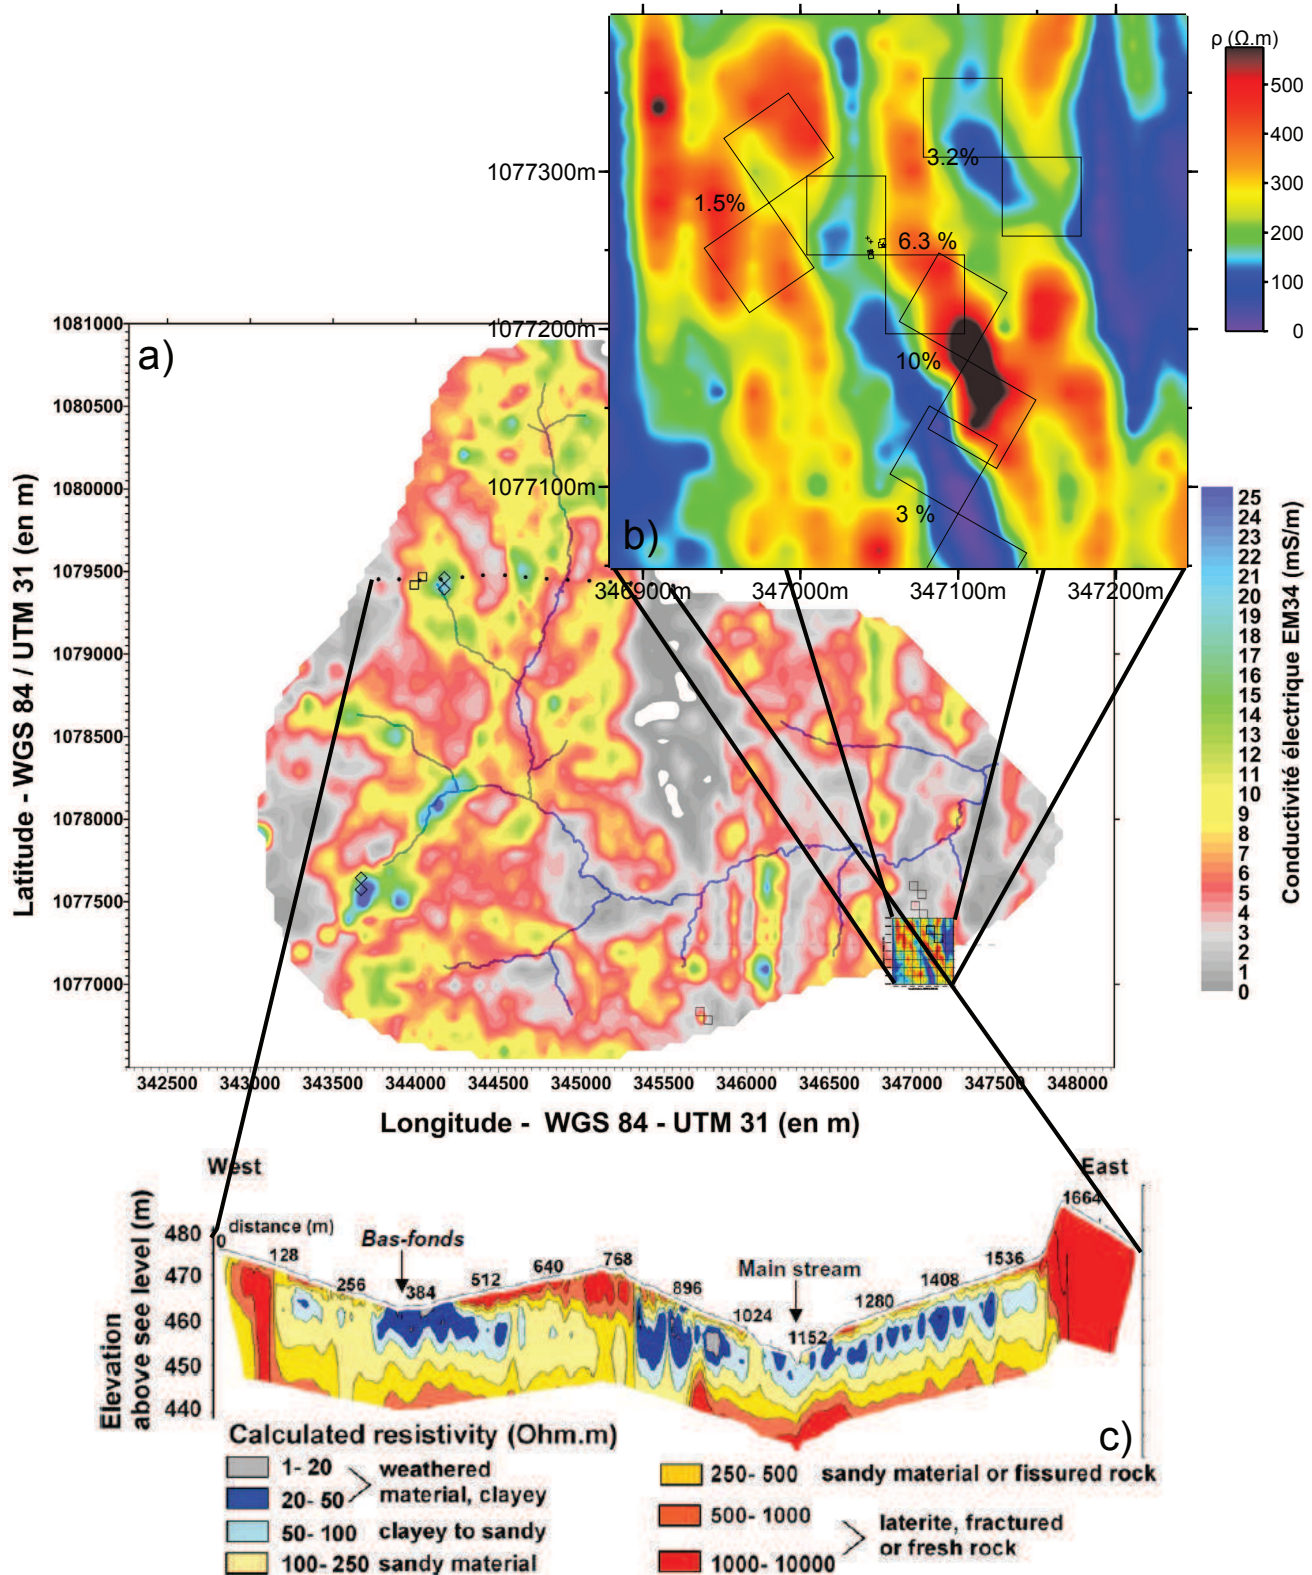 ρ (Ω.m)
500
400
300
200
100
0
1077300m
1077200m
1077100m
3.2%
1.5%
6.3 %
10%
3 %
b)
346900m
347000m
347100m
347200m
a)
1081000
1080500
1080000
1079500
1079000
1078500
1078000
1077500
1077000
Latitude - WGS 84 / UTM 31 (en m)
342500 343000 343500 344000 344500 345000 345500 346000 346500 347000 347500 348000
Longitude - WGS 84 - UTM 31 (en m)
25
24
23
22
21
20
19
18
17
16
15
14
13
12
11
10
9
8
7
6
5
4
3
2
1
0
Conductivité électrique EM34 (mS/m)
West
East
Elevation
above see level (m)
480
470
460
450
440
distance (m)
0
128
256
384
512
640
768
896
1024
1152
1280
1408
1536
1664
Bas-fonds
Main stream
c)
Calculated resistivity (Ohm.m)
1- 20
20- 50
weathered
material, clayey
50- 100 clayey to sandy
100- 250 sandy material
250- 500 sandy material or fissured rock
500- 1000
1000- 10000
laterite, fractured
or fresh rock